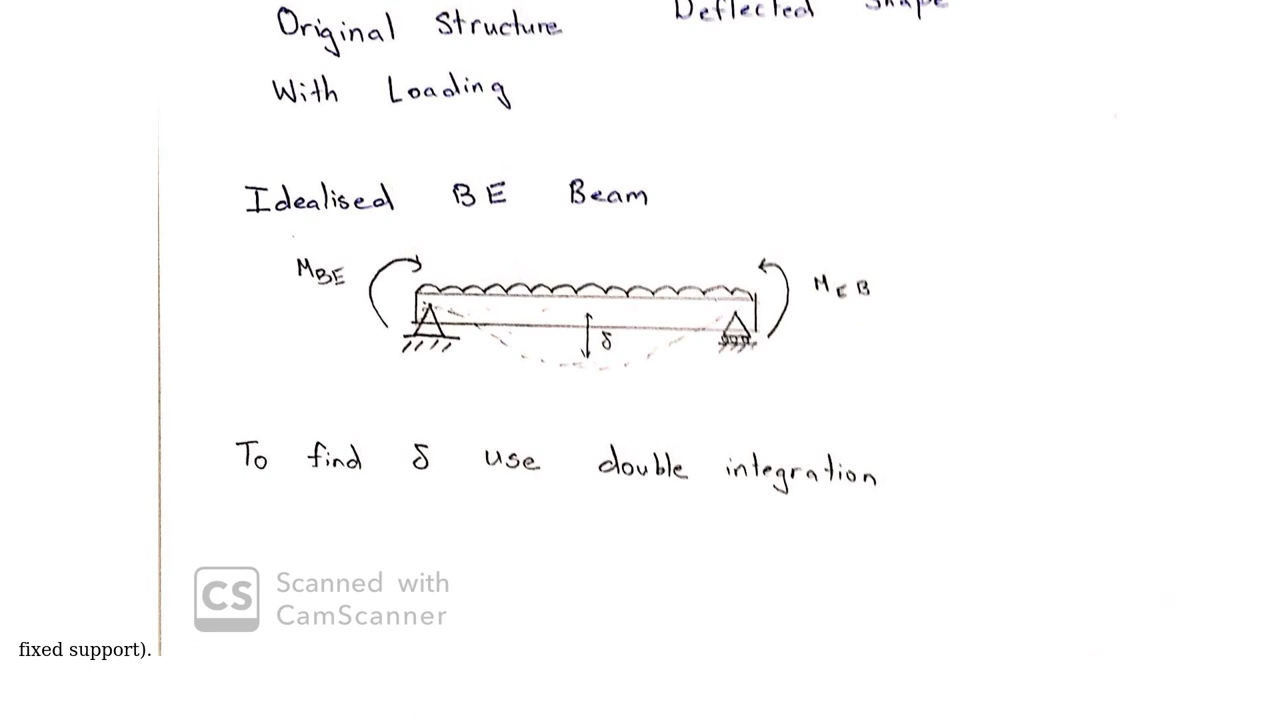 Original Structure Deflected Shape
With Loading
Idealised BE Beam
MBE MEB
δ
To find δ use double integration
CS Scanned with
CamScanner
fixed support).